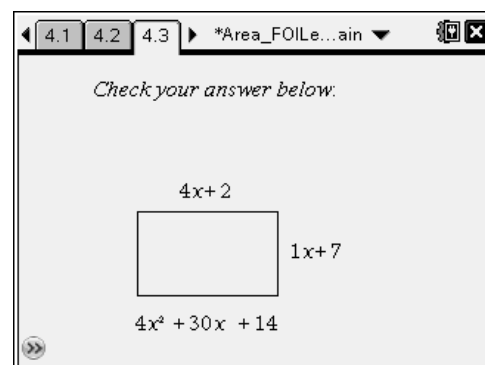 4.1 4.2 4.3 *Area_FOILe...ain
Check your answer below:
4x+2
1x+7
4x² +30x +14